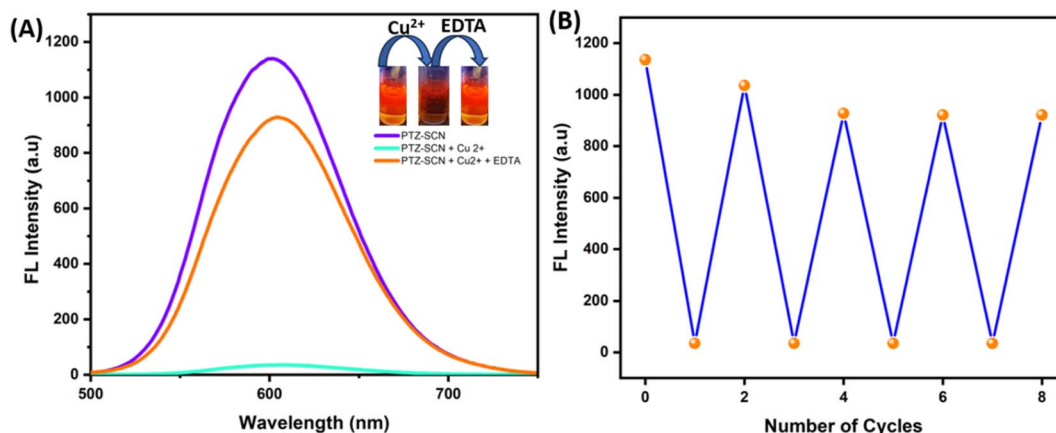 (A)
Cu²⁺ EDTA
PTZ-SCN
PTZ-SCN + Cu 2+
PTZ-SCN + Cu2+ + EDTA
FL Intensity (a.u)
1200
1000
800
600
400
200
0
500 600 700
Wavelength (nm)
(B)
FL Intensity (a.u)
1200
1000
800
600
400
200
0
0 2 4 6 8
Number of Cycles